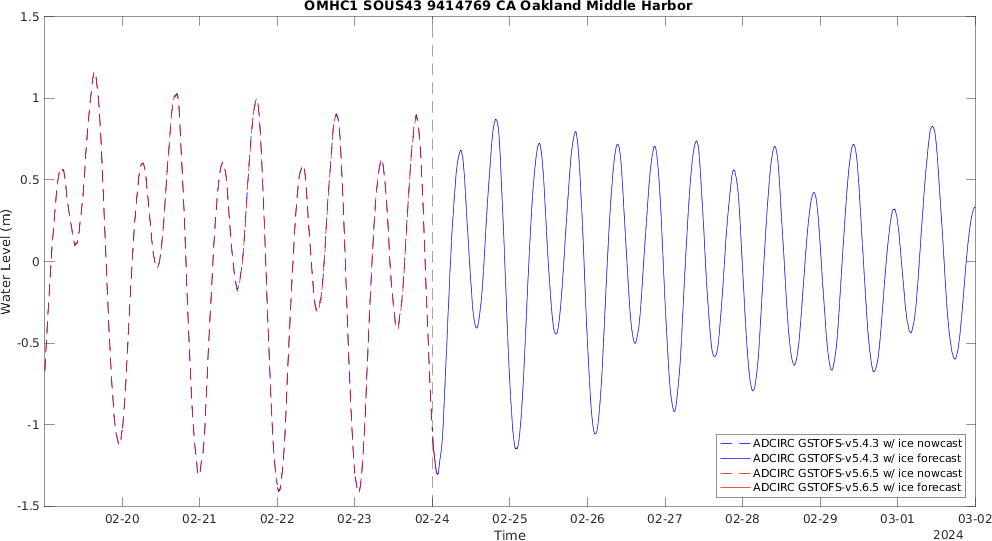 OMHC1 SOUS43 9414769 CA Oakland Middle Harbor
1.5
1
0.5
0
-0.5
-1
-1.5
Water Level (m)
ADCIRC GSTOFS-v5.4.3 w/ ice nowcast
ADCIRC GSTOFS-v5.4.3 w/ ice forecast
ADCIRC GSTOFS-v5.6.5 w/ ice nowcast
ADCIRC GSTOFS-v5.6.5 w/ ice forecast
02-20 02-21 02-22 02-23 02-24 02-25 02-26 02-27 02-28 02-29 03-01 03-02
Time
2024